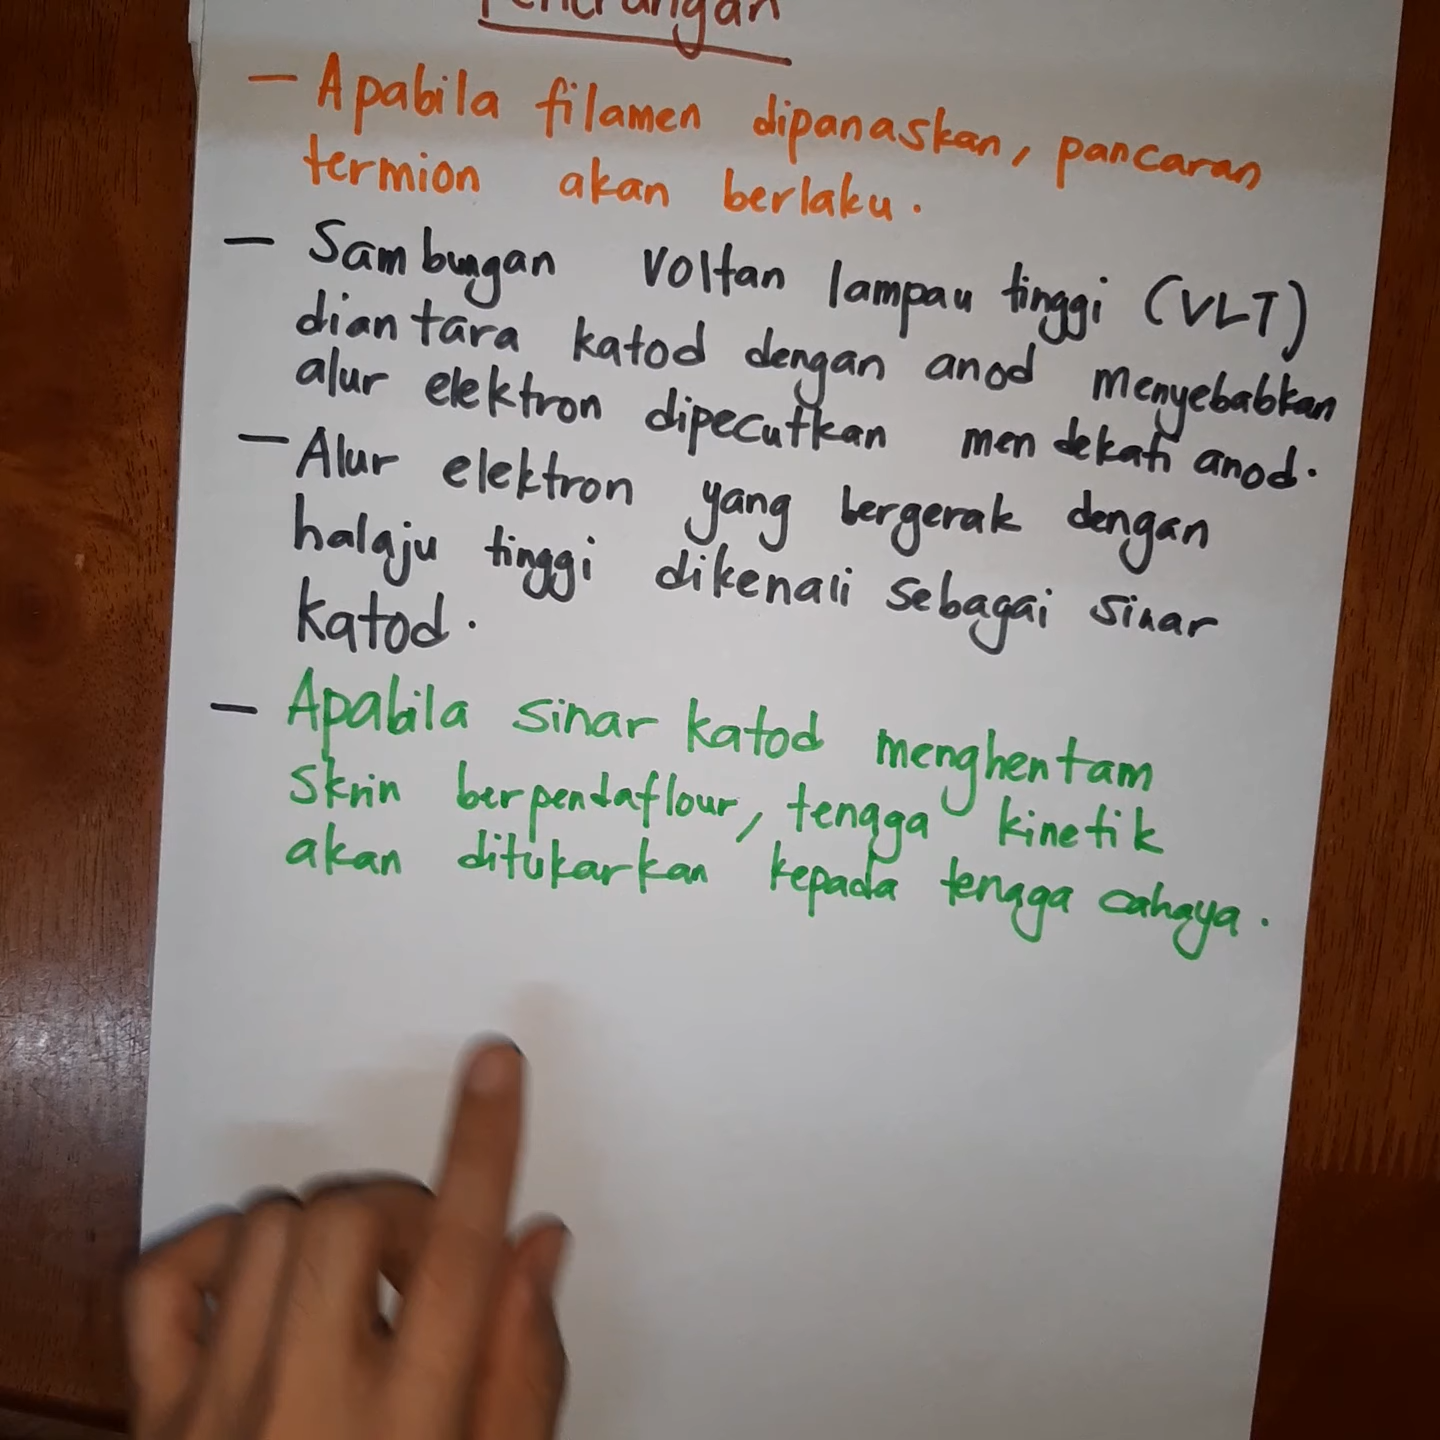 Penerangan
— Apabila filamen dipanaskan, pancaran
termion akan berlaku.
— Sambungan voltan lampau tinggi (VLT)
diantara katod dengan anod menyebabkan
alur elektron dipecutkan mendekati anod.
— Alur elektron yang bergerak dengan
halaju tinggi dikenali sebagai sinar
katod.
— Apabila sinar katod menghentam
skrin berpendaflour, tengga kinetik
akan ditukarkan kepada tenaga cahaya.